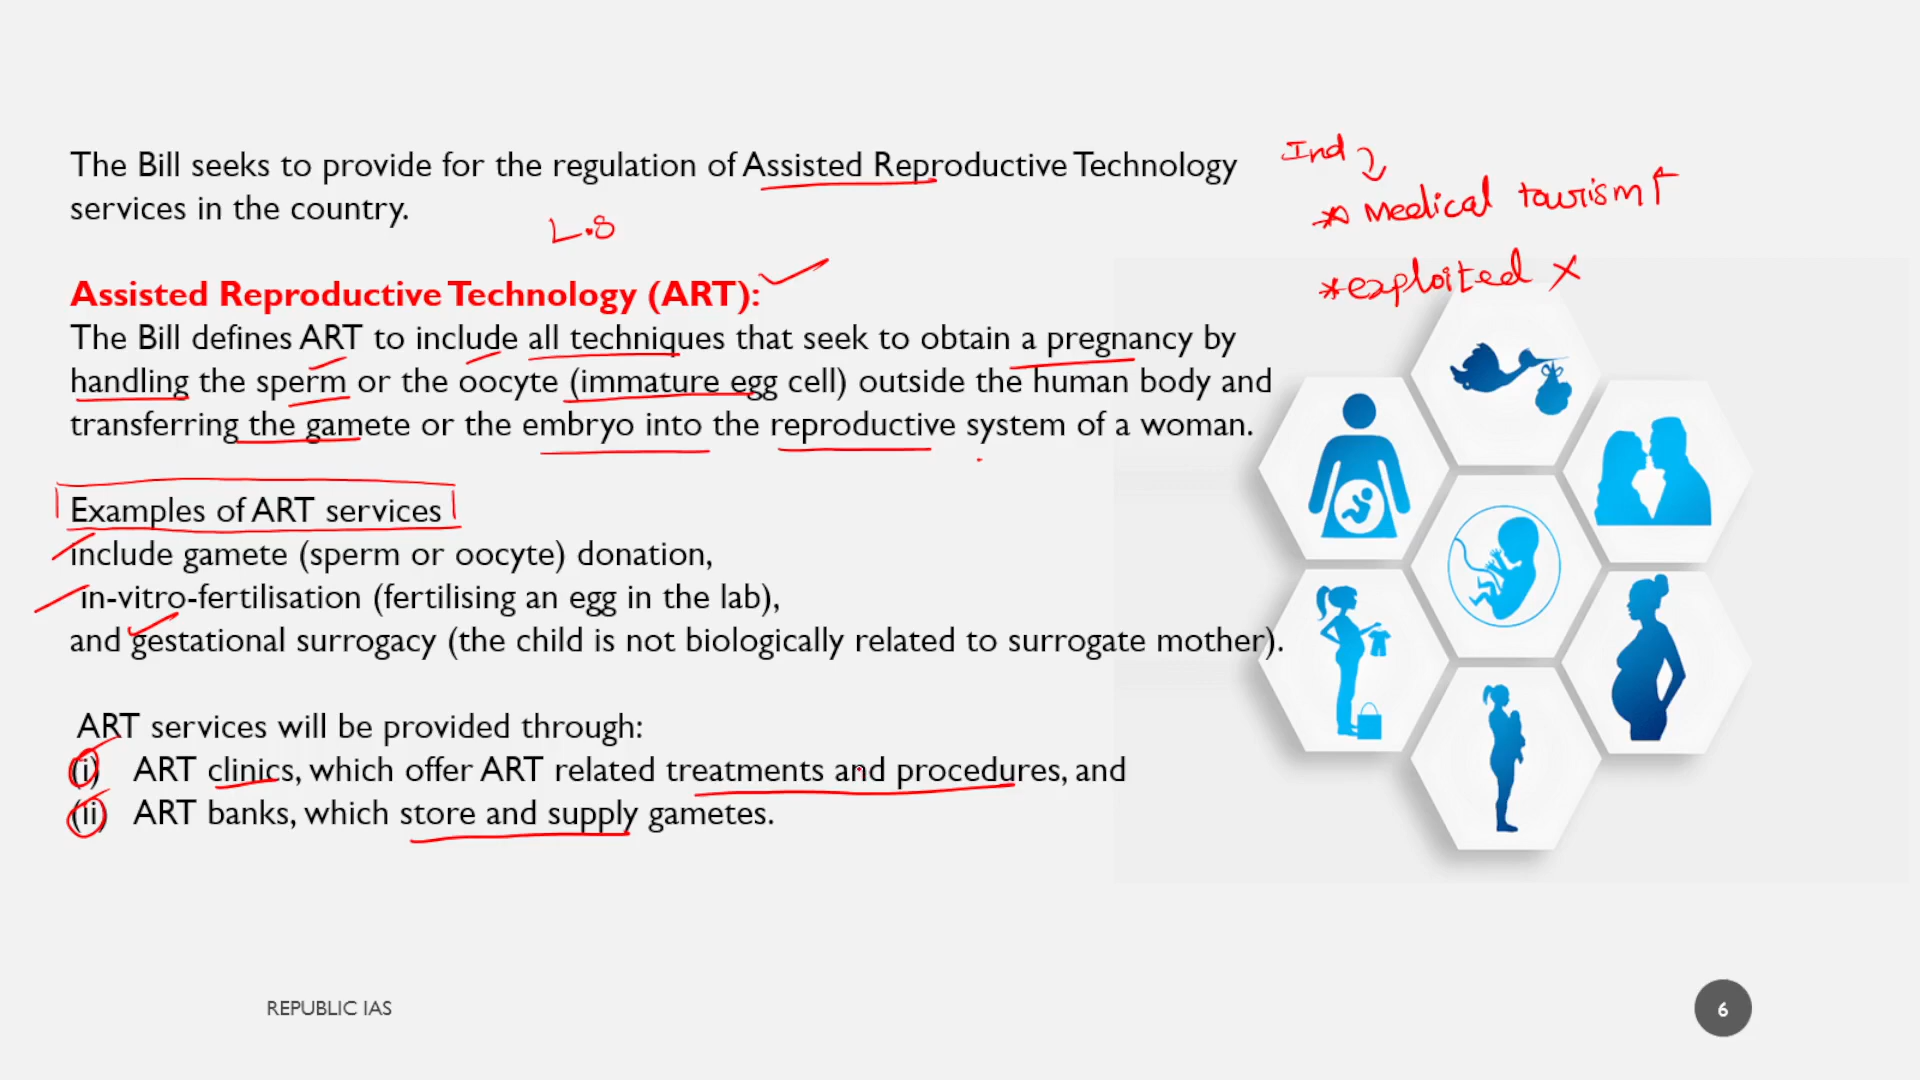 The Bill seeks to provide for the regulation of Assisted Reproductive Technology
services in the country.
L.S
Ind
* Medical tourism ↑
* exploited X
Assisted Reproductive Technology (ART):
The Bill defines ART to include all techniques that seek to obtain a pregnancy by
handling the sperm or the oocyte (immature egg cell) outside the human body and
transferring the gamete or the embryo into the reproductive system of a woman.
Examples of ART services
include gamete (sperm or oocyte) donation,
in-vitro-fertilisation (fertilising an egg in the lab),
and gestational surrogacy (the child is not biologically related to surrogate mother).
ART services will be provided through:
(i) ART clinics, which offer ART related treatments and procedures, and
(ii) ART banks, which store and supply gametes.
REPUBLIC IAS
6